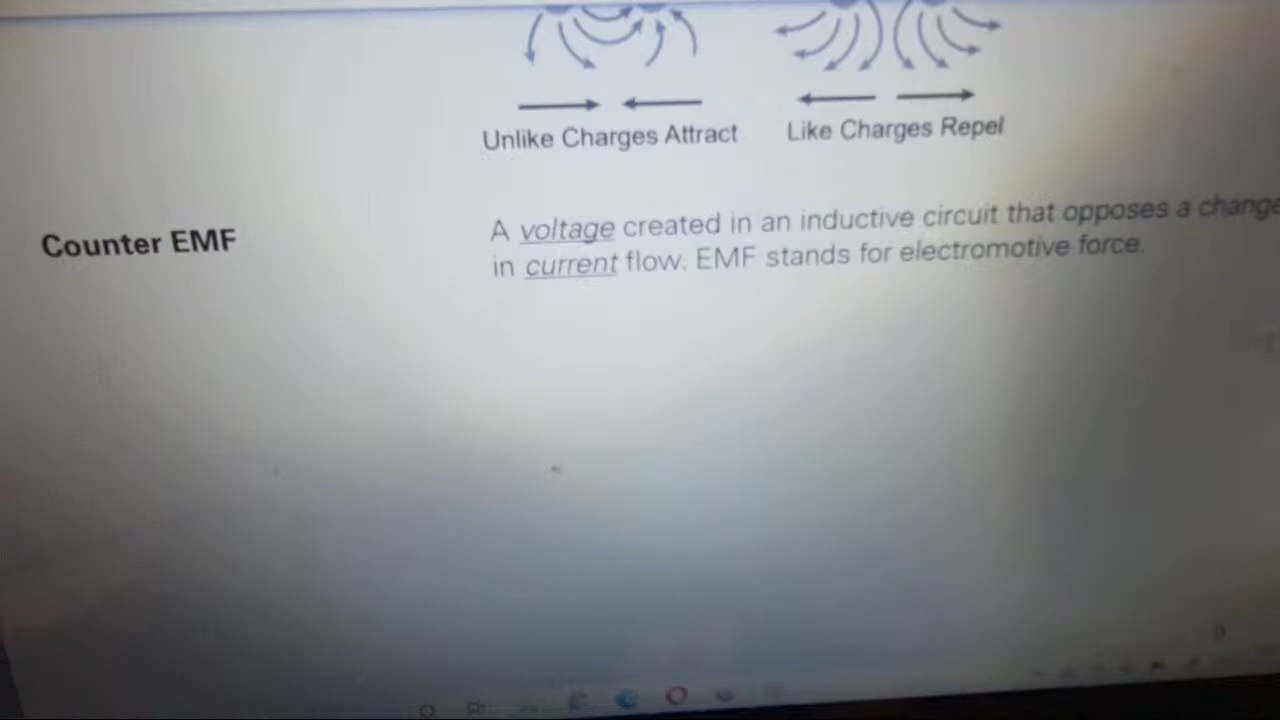 Unlike Charges Attract
Like Charges Repel
Counter EMF
A voltage created in an inductive circuit that opposes a change
in current flow. EMF stands for electromotive force.